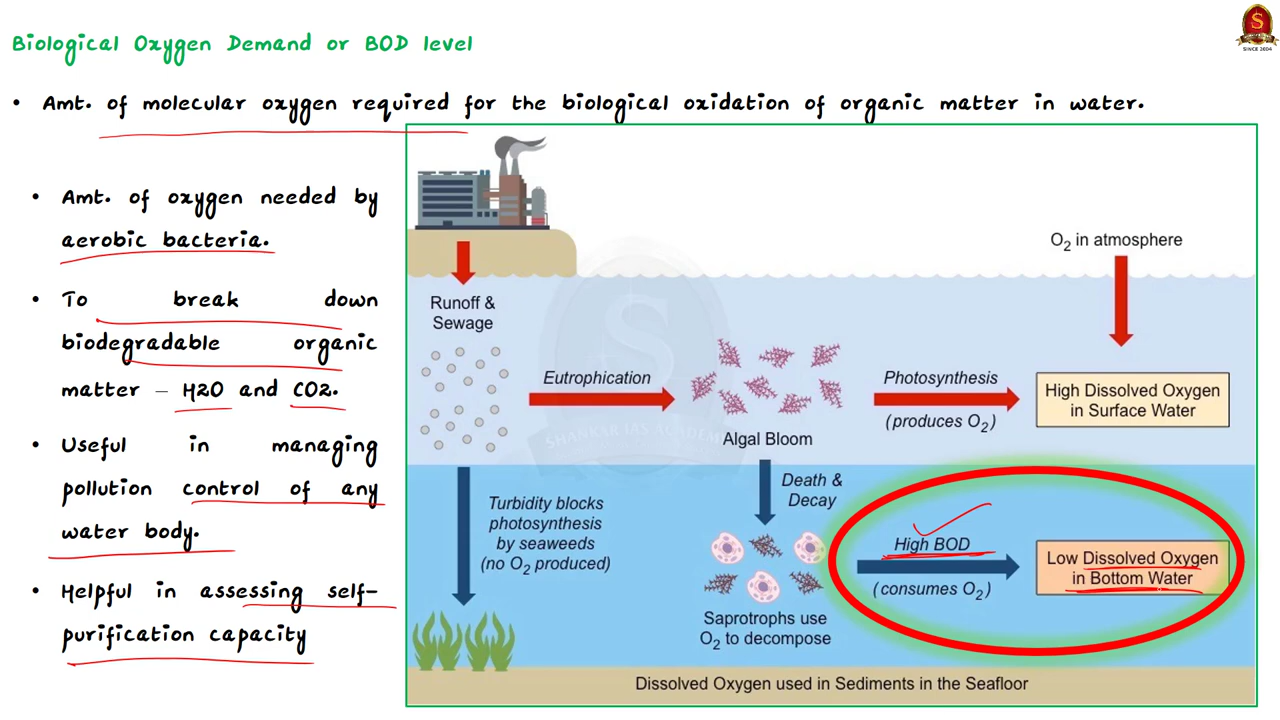 Biological Oxygen Demand or BOD level
S
SINCE 2004
• Amt. of molecular oxygen required for the biological oxidation of organic matter in water.
• Amt. of oxygen needed by
aerobic bacteria.
• To break down
biodegradable organic
matter – H2O and CO2.
• Useful in managing
pollution control of any
water body.
• Helpful in assessing self-
purification capacity
O2 in atmosphere
Runoff &
Sewage
Eutrophication
Algal Bloom
Photosynthesis
(produces O2)
High Dissolved Oxygen
in Surface Water
S
SHANKAR IAS ACADEMY
Turbidity blocks
photosynthesis
by seaweeds
(no O2 produced)
Death &
Decay
Saprotrophs use
O2 to decompose
High BOD
(consumes O2)
Low Dissolved Oxygen
in Bottom Water
Dissolved Oxygen used in Sediments in the Seafloor